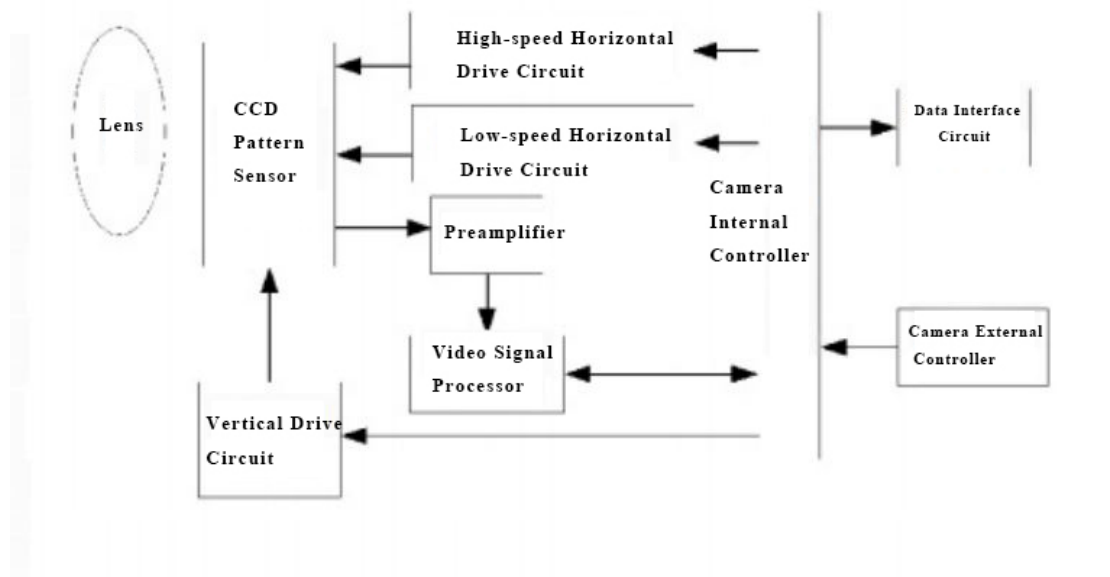 Lens
CCD
Pattern
Sensor
High-speed Horizontal
Drive Circuit
Low-speed Horizontal
Drive Circuit
Preamplifier
Video Signal
Processor
Vertical Drive
Circuit
Camera
Internal
Controller
Data Interface
Circuit
Camera External
Controller